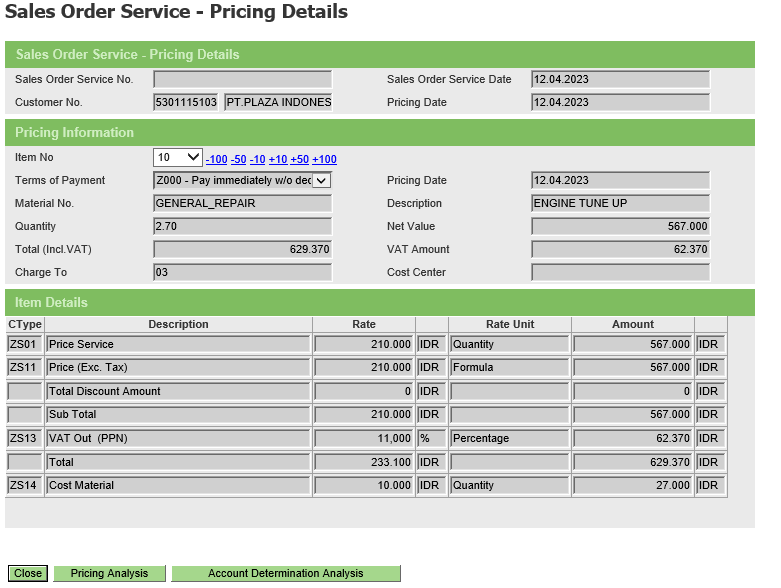 Sales Order Service - Pricing Details
Sales Order Service - Pricing Details
Sales Order Service No. Sales Order Service Date 12.04.2023
Customer No. 5301115103 PT.PLAZA INDONES Pricing Date 12.04.2023
Pricing Information
Item No 10 -100 -50 -10 +10 +50 +100
Terms of Payment Z000 - Pay immediately w/o dec Pricing Date 12.04.2023
Material No. GENERAL_REPAIR Description ENGINE TUNE UP
Quantity 2.70 Net Value 567.000
Total (Incl.VAT) 629.370 VAT Amount 62.370
Charge To 03 Cost Center
Item Details
CType Description Rate Rate Unit Amount
ZS01 Price Service 210.000 IDR Quantity 567.000 IDR
ZS11 Price (Exc. Tax) 210.000 IDR Formula 567.000 IDR
Total Discount Amount 0 IDR 0 IDR
Sub Total 210.000 IDR 567.000 IDR
ZS13 VAT Out (PPN) 11,000 % Percentage 62.370 IDR
Total 233.100 IDR 629.370 IDR
ZS14 Cost Material 10.000 IDR Quantity 27.000 IDR
Close Pricing Analysis Account Determination Analysis